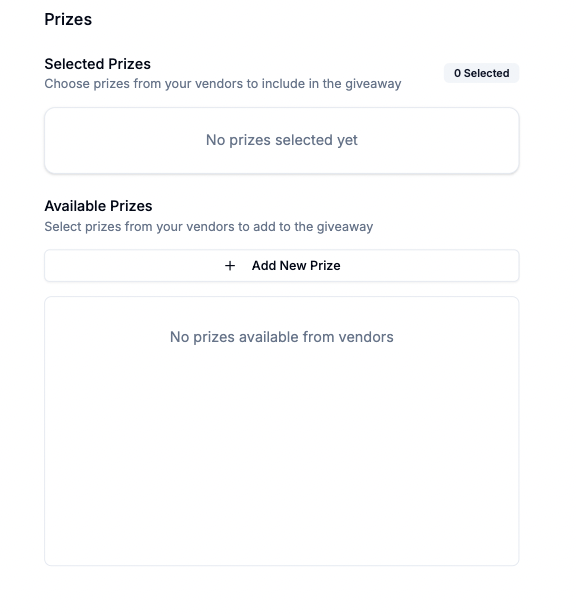 Prizes
Selected Prizes
Choose prizes from your vendors to include in the giveaway
0 Selected
No prizes selected yet
Available Prizes
Select prizes from your vendors to add to the giveaway
+ Add New Prize
No prizes available from vendors